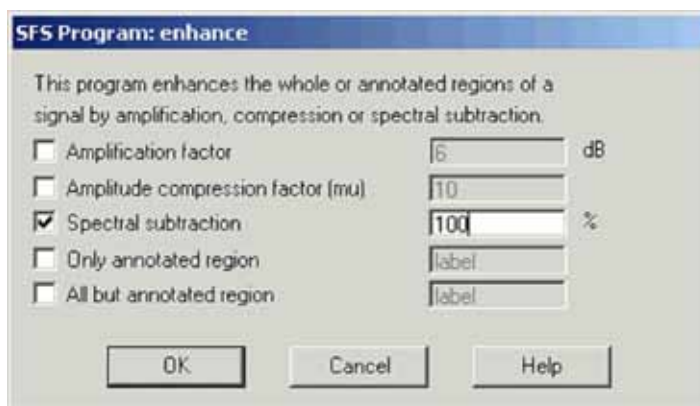 SFS Program: enhance
This program enhances the whole or annotated regions of a
signal by amplification, compression or spectral subtraction.
Amplification factor 6 dB
Amplitude compression factor (mu) 10
Spectral subtraction 100 %
Only annotated region label
All but annotated region label
OK Cancel Help